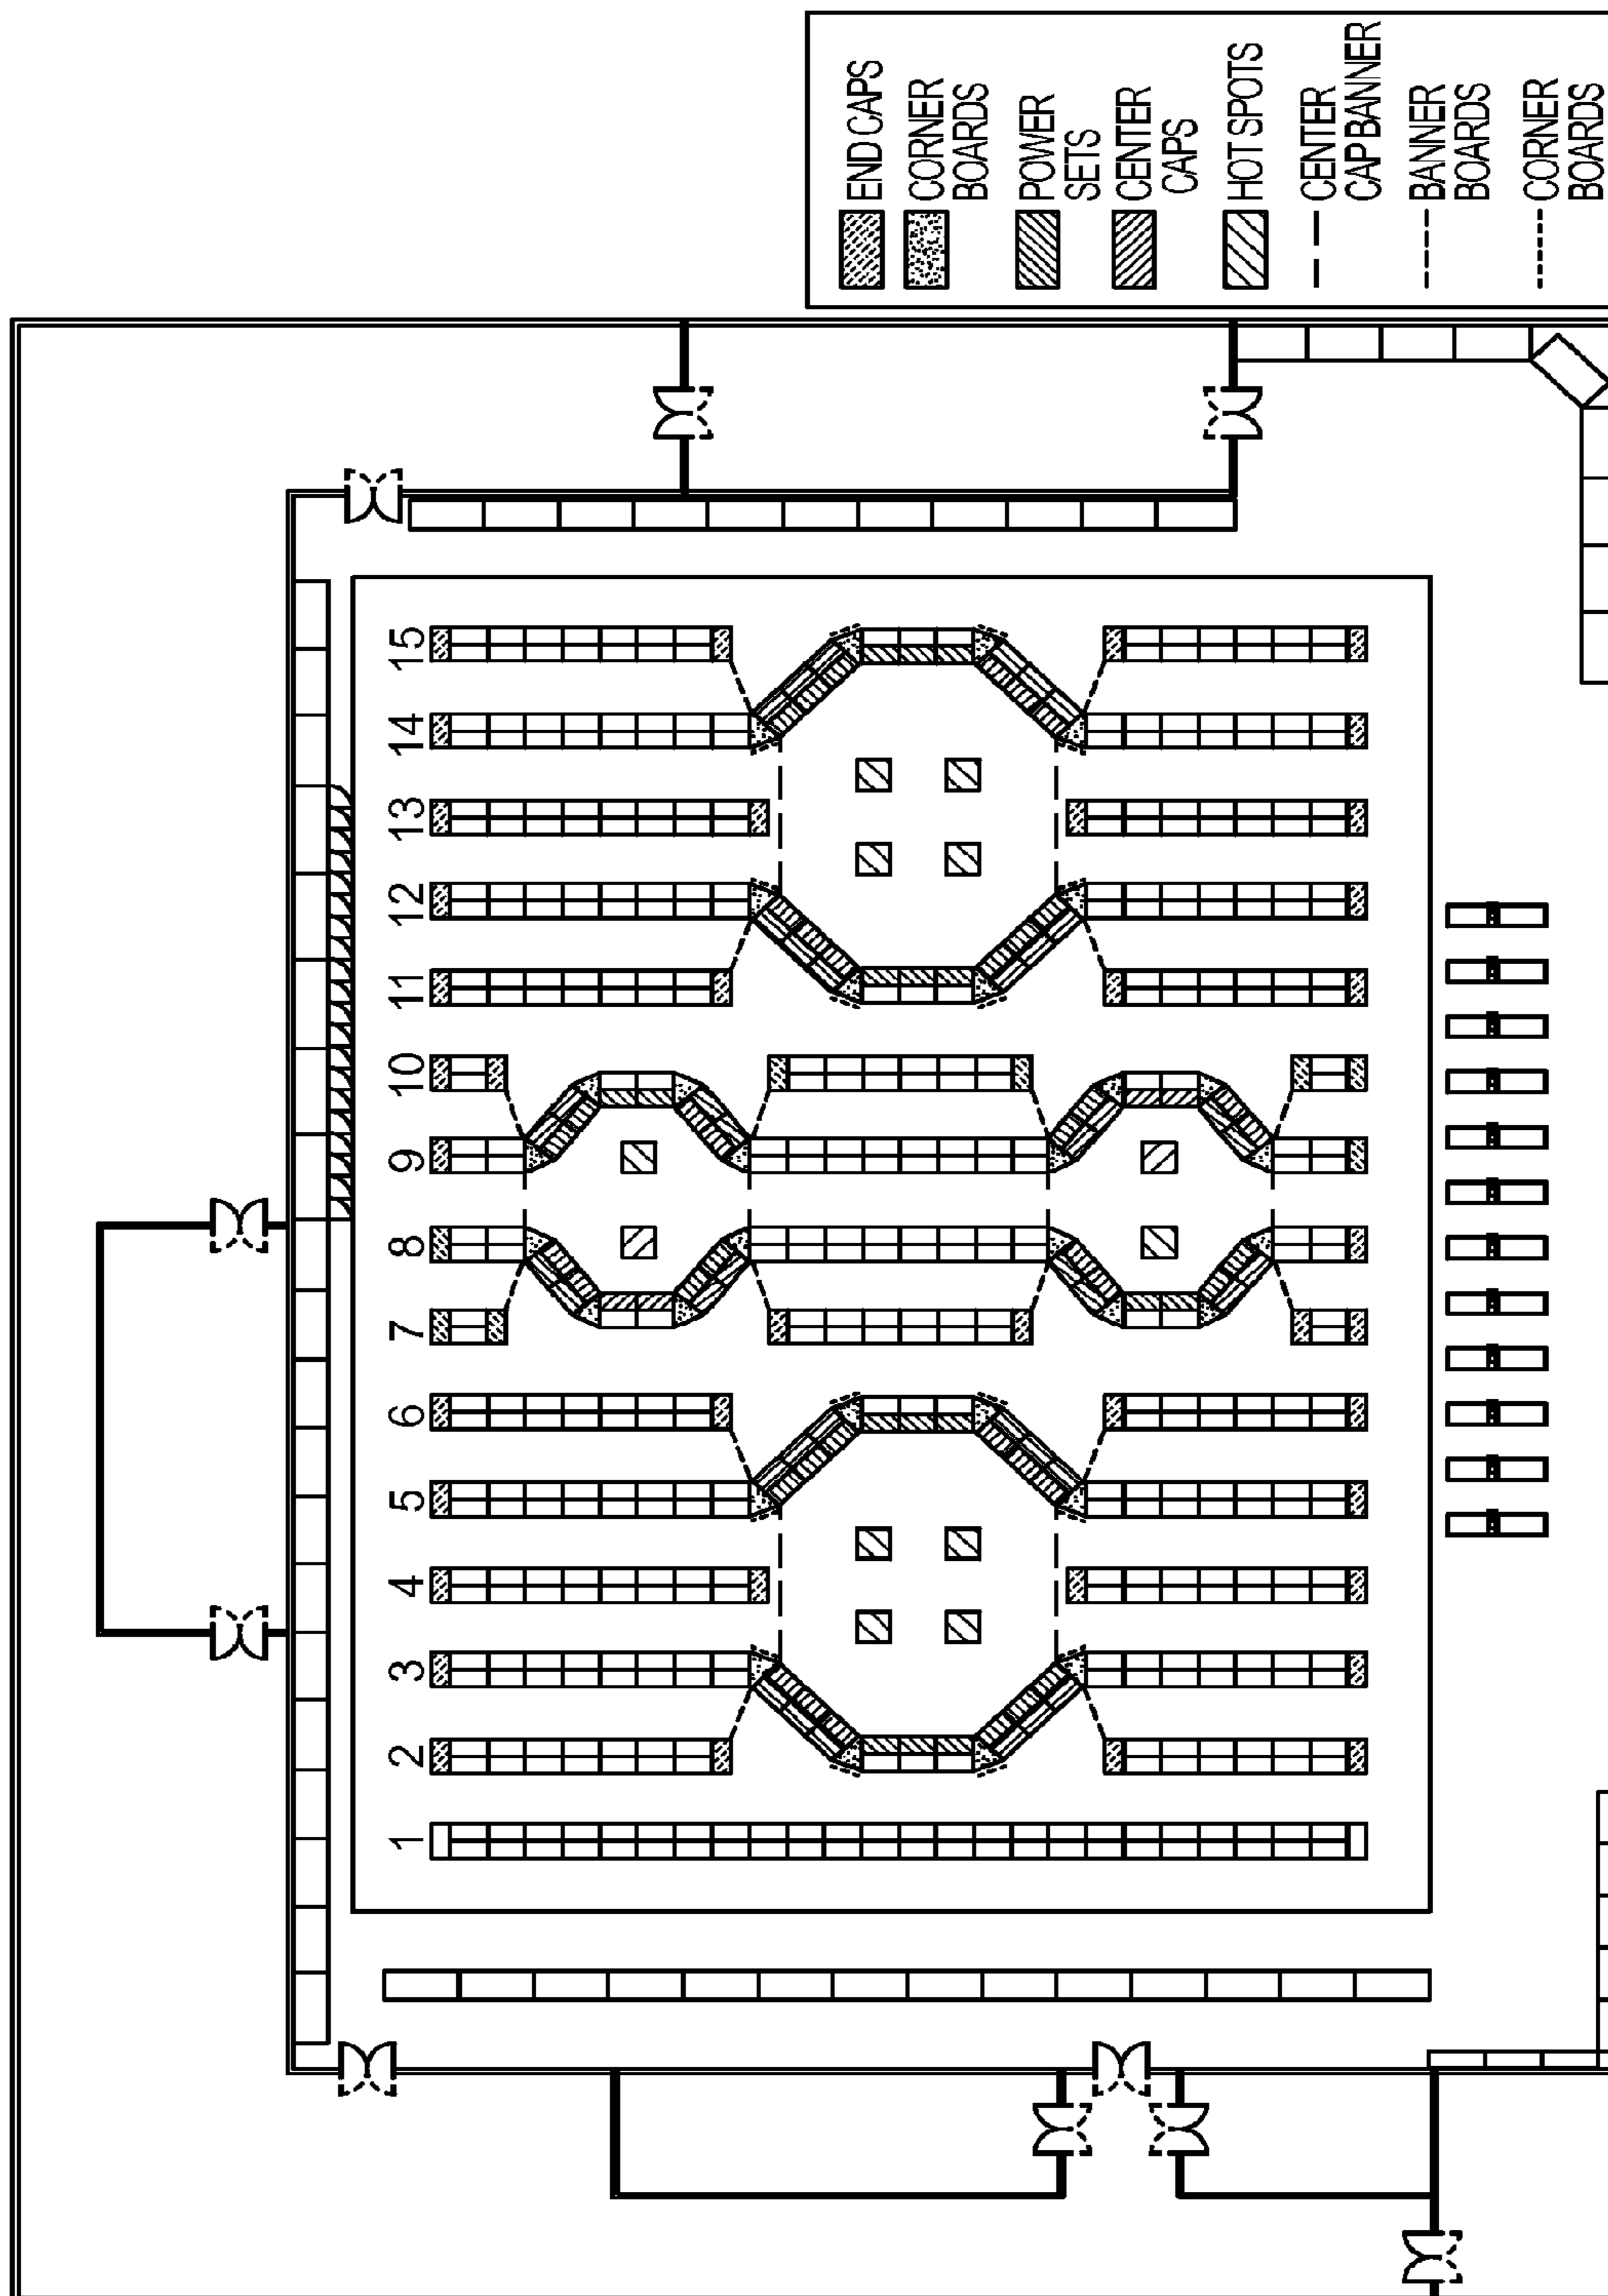 END CAPS
CORNER
BOARDS
POWER
SETS
CENTER
CAPS
HOT SPOTS
CENTER
CAP BANNER
BANNER
BOARDS
CORNER
BOARDS
15
14
13
12
11
10
9
8
7
6
5
4
3
2
1